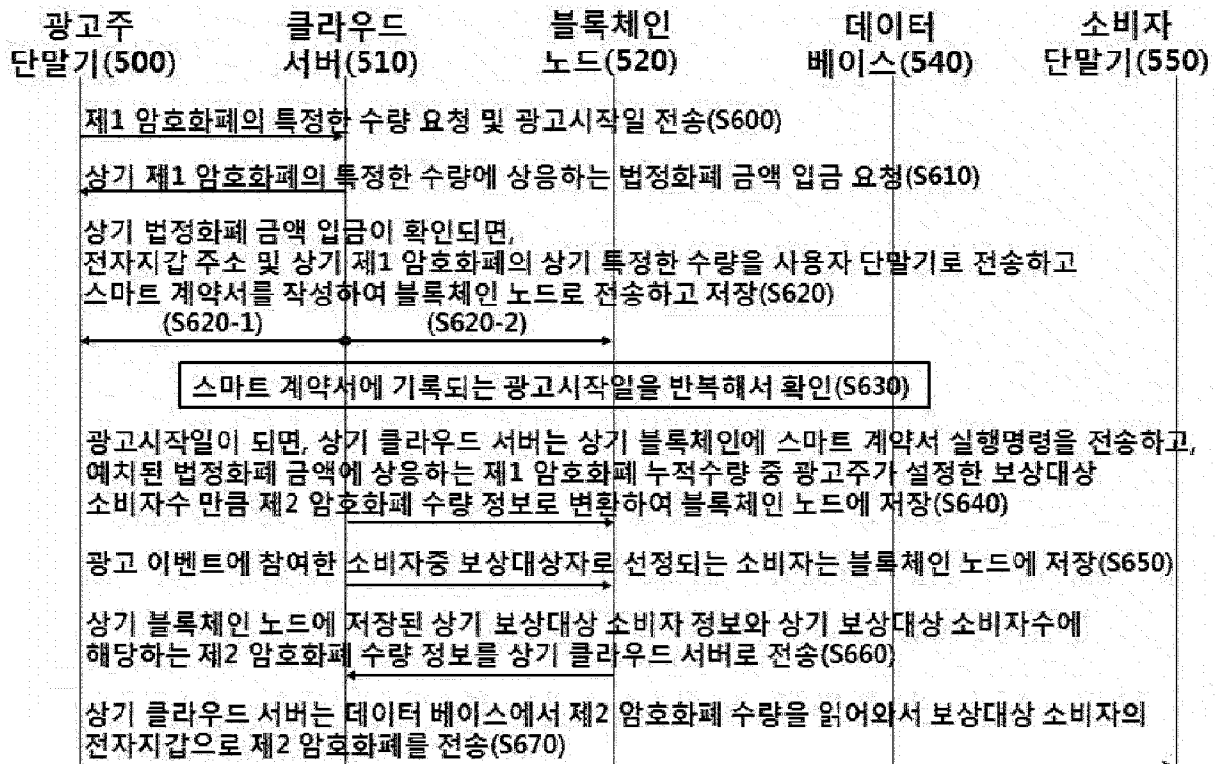 광고주 클라우드 블록체인 데이터 소비자
단말기(500) 서버(510) 노드(520) 베이스(540) 단말기(550)
제1 암호화폐의 특정한 수량 요청 및 광고시작일 전송(S600)
상기 제1 암호화폐의 특정한 수량에 상응하는 법정화폐 금액 입금 요청(S610)
상기 법정화폐 금액 입금이 확인되면,
전자지갑 주소 및 상기 제1 암호화폐의 상기 특정한 수량을 사용자 단말기로 전송하고
스마트 계약서를 작성하여 블록체인 노드로 전송하고 저장(S620)
(S620-1) (S620-2)
스마트 계약서에 기록되는 광고시작일을 반복해서 확인(S630)
광고시작일이 되면, 상기 클라우드 서버는 상기 블록체인에 스마트 계약서 실행명령을 전송하고,
예치된 법정화폐 금액에 상응하는 제1 암호화폐 누적수량 중 광고주가 설정한 보상대상
소비자수 만큼 제2 암호화폐 수량 정보로 변환하여 블록체인 노드에 저장(S640)
광고 이벤트에 참여한 소비자중 보상대상자로 선정되는 소비자는 블록체인 노드에 저장(S650)
상기 블록체인 노드에 저장된 상기 보상대상 소비자 정보와 상기 보상대상 소비자수에
해당하는 제2 암호화폐 수량 정보를 상기 클라우드 서버로 전송(S660)
상기 클라우드 서버는 데이터 베이스에서 제2 암호화폐 수량을 읽어와서 보상대상 소비자의
전자지갑으로 제2 암호화폐를 전송(S670)